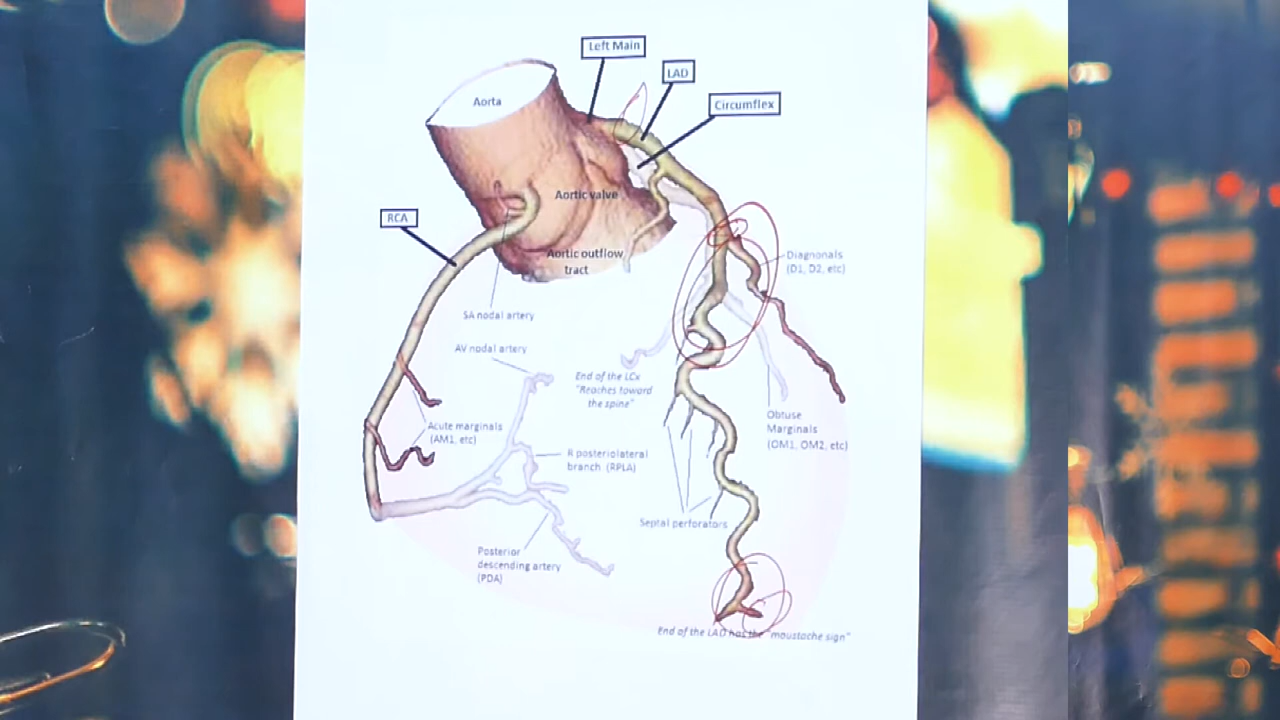 Left Main
LAD
Circumflex
Aorta
Aortic valve
RCA
Aortic outflow
tract
Diagnonals
(D1, D2, etc)
SA nodal artery
AV nodal artery
End of the LCx
"Reaches toward
the spine"
Obtuse
Marginals
(OM1, OM2, etc)
Acute marginals
(AM1, etc)
R posteriolateral
branch (RPLA)
Septal perforators
Posterior
descending artery
(PDA)
End of the LAD has the "moustache sign"